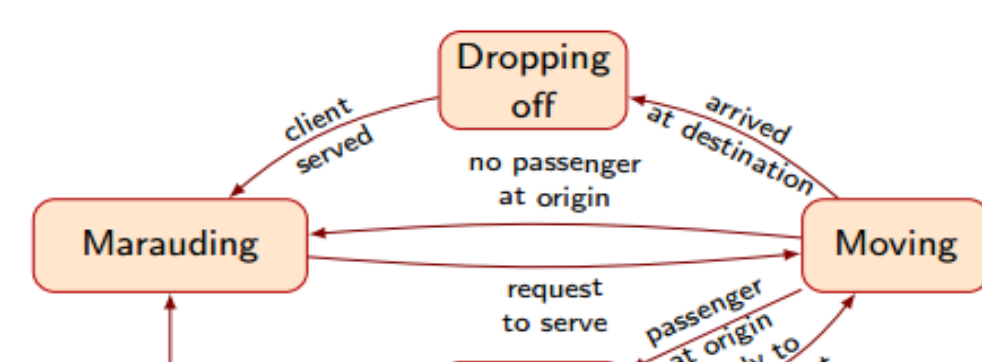 Dropping
off
client
served
arrived
at destination
no passenger
at origin
Marauding
Moving
request
to serve
passenger
at origin
to